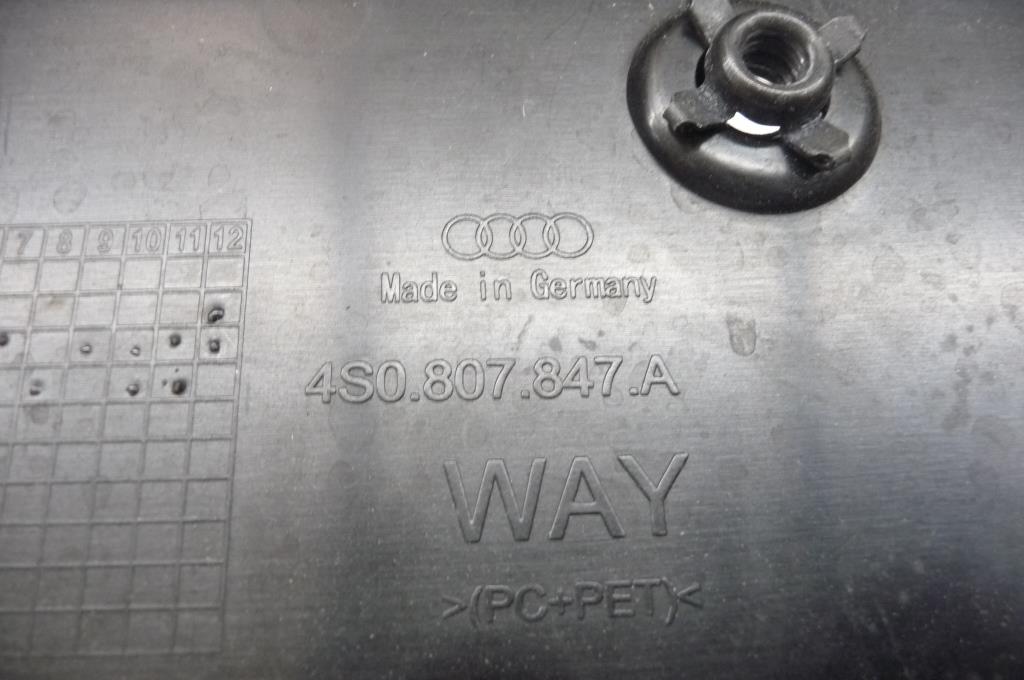 7 8 9 10 11 12
Made in Germany
4S0.807.847.A
WAY
>(PC+PET)<